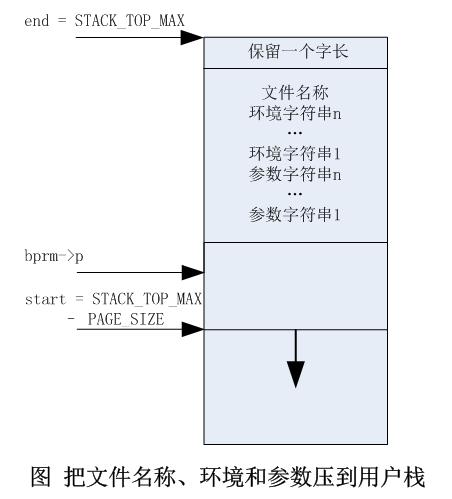 end = STACK_TOP_MAX
保留一个字长
文件名称
环境字符串n
…
环境字符串1
参数字符串n
…
参数字符串1
bprm->p
start = STACK_TOP_MAX
- PAGE_SIZE
图 把文件名称、环境和参数压到用户栈